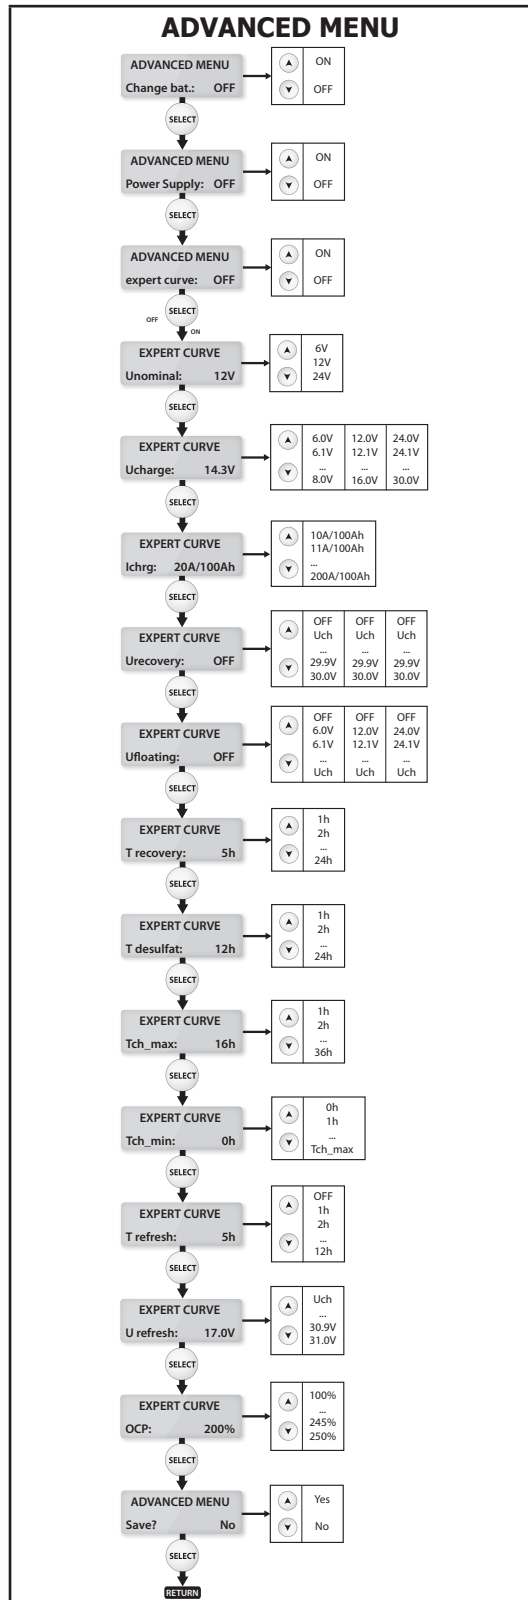 ADVANCED MENU
ADVANCED MENU
Change bat.: OFF
ON
OFF
SELECT
ADVANCED MENU
Power Supply: OFF
ON
OFF
SELECT
ADVANCED MENU
expert curve: OFF
ON
OFF
SELECT
OFF
ON
EXPERT CURVE
Unominal: 12V
6V
12V
24V
SELECT
EXPERT CURVE
Ucharge: 14.3V
6.0V 12.0V 24.0V
6.1V 12.1V 24.1V
... ... ...
8.0V 16.0V 30.0V
SELECT
EXPERT CURVE
Ichrg: 20A/100Ah
10A/100Ah
11A/100Ah
...
200A/100Ah
SELECT
EXPERT CURVE
Urecovery: OFF
OFF OFF OFF
Uch Uch Uch
... ... ...
29.9V 29.9V 29.9V
30.0V 30.0V 30.0V
SELECT
EXPERT CURVE
Ufloating: OFF
OFF OFF OFF
6.0V 12.0V 24.0V
6.1V 12.1V 24.1V
... ... ...
Uch Uch Uch
SELECT
EXPERT CURVE
T recovery: 5h
1h
2h
...
24h
SELECT
EXPERT CURVE
T desulfat: 12h
1h
2h
...
24h
SELECT
EXPERT CURVE
Tch_max: 16h
1h
2h
...
36h
SELECT
EXPERT CURVE
Tch_min: 0h
0h
1h
...
Tch_max
SELECT
EXPERT CURVE
T refresh: 5h
OFF
1h
2h
...
12h
SELECT
EXPERT CURVE
U refresh: 17.0V
Uch
...
30.9V
31.0V
SELECT
EXPERT CURVE
OCP: 200%
100%
...
245%
250%
SELECT
ADVANCED MENU
Save? No
Yes
No
SELECT
RETURN